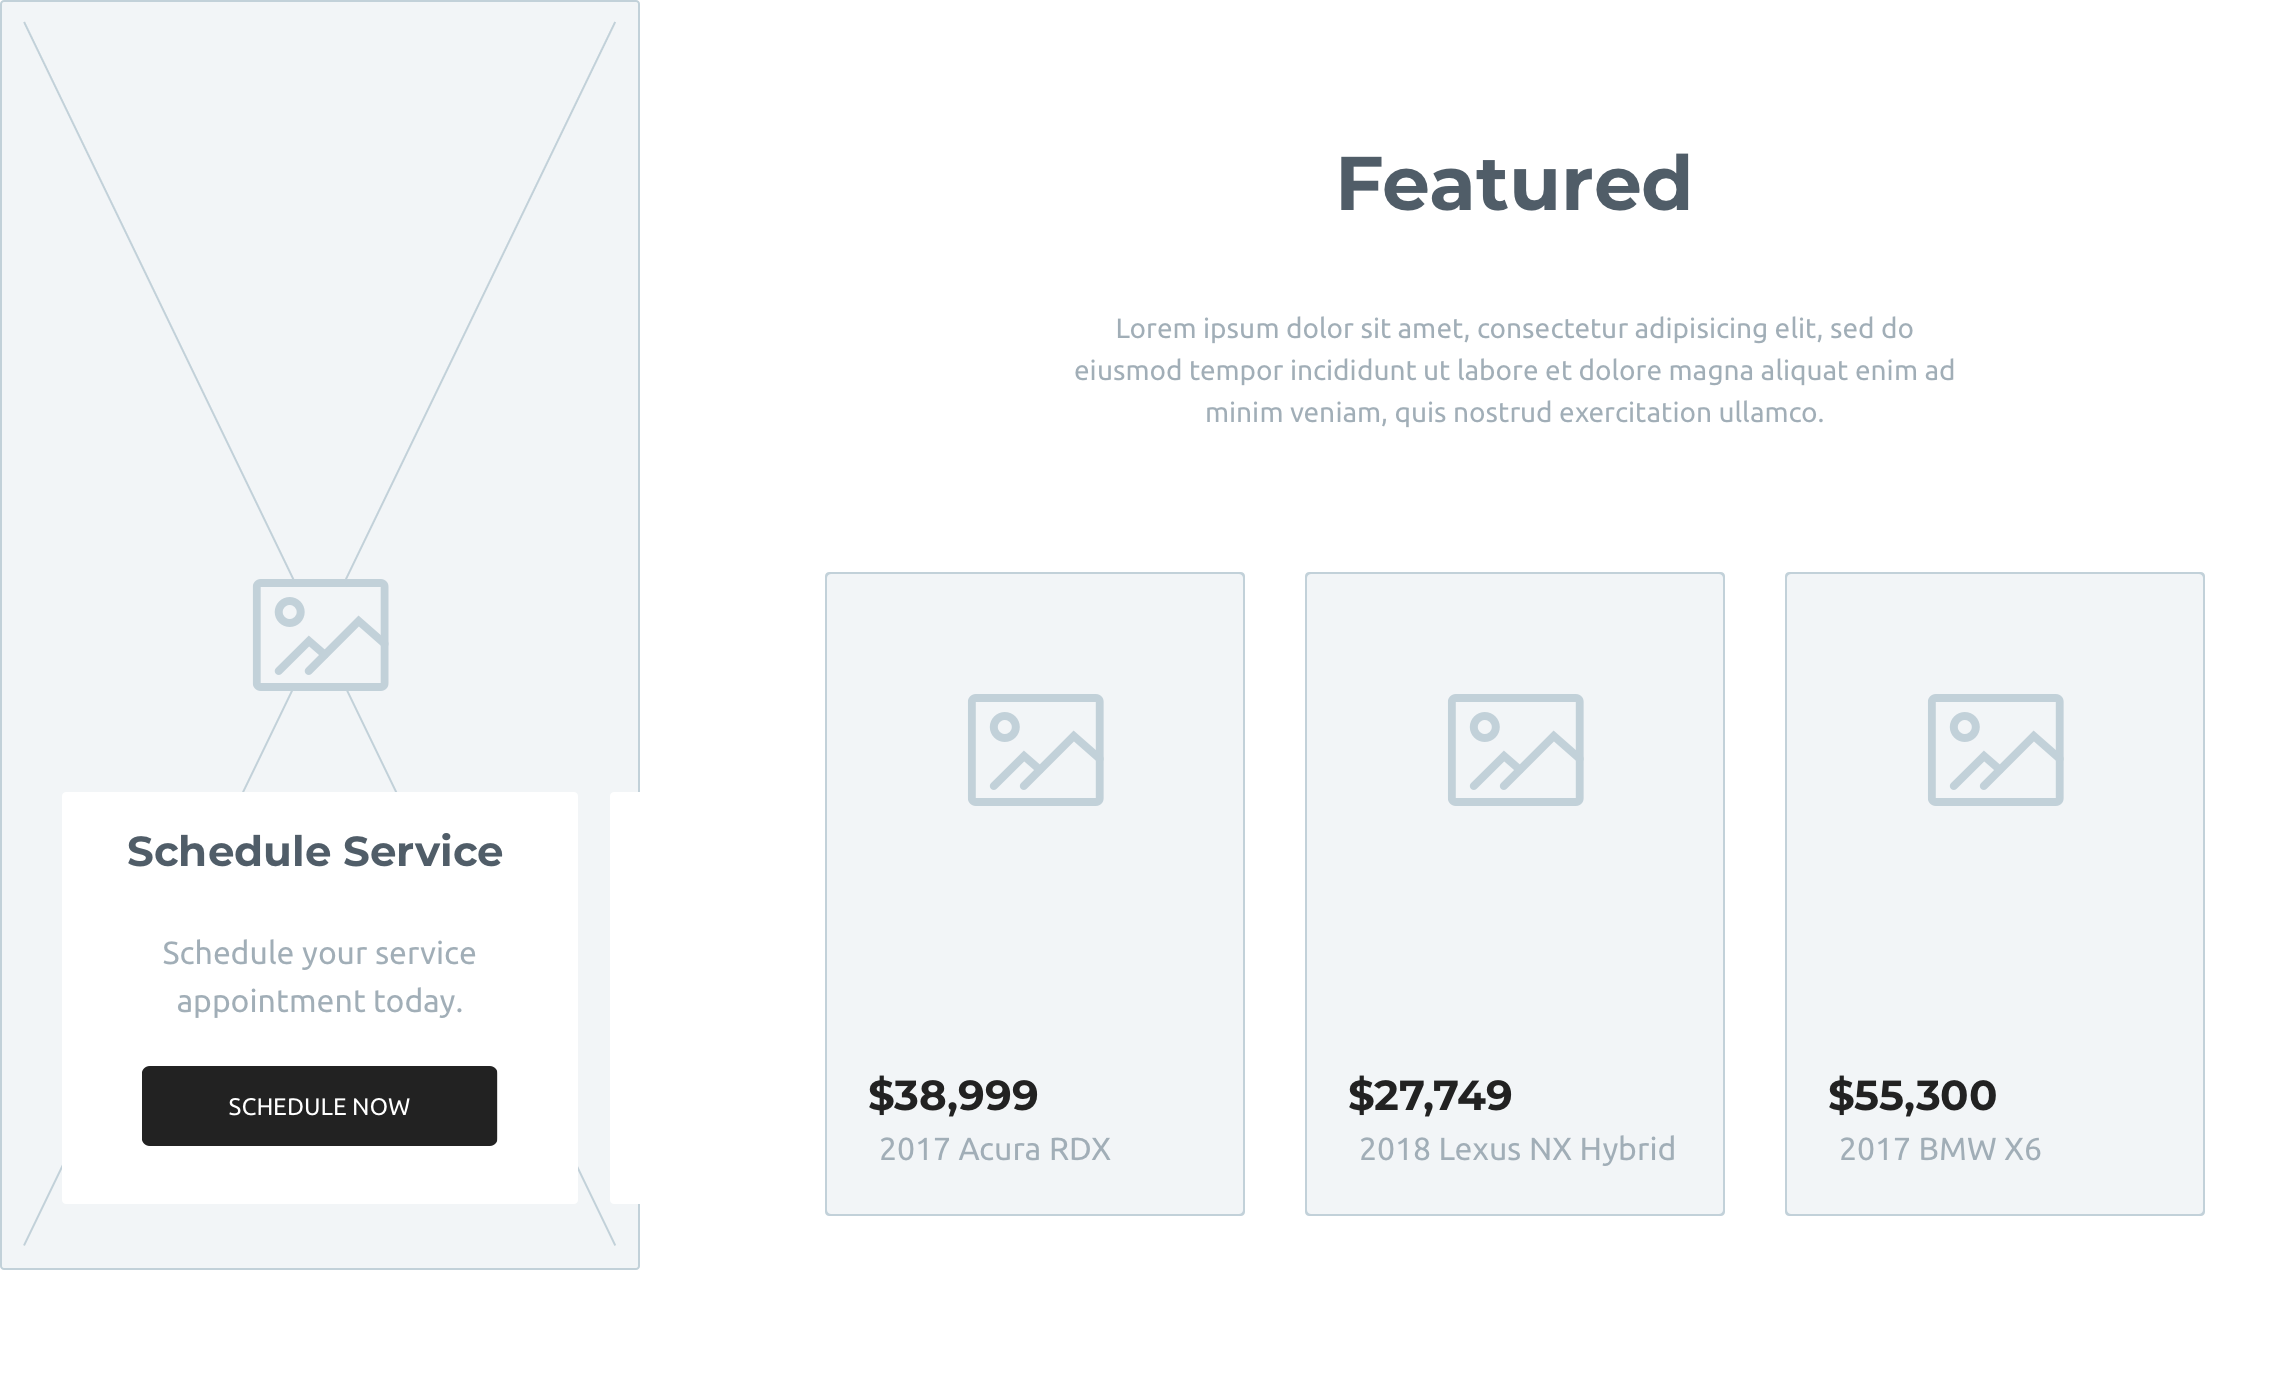 Featured
Lorem ipsum dolor sit amet, consectetur adipisicing elit, sed do
eiusmod tempor incididunt ut labore et dolore magna aliquat enim ad
minim veniam, quis nostrud exercitation ullamco.
Schedule Service
Schedule your service
appointment today.
SCHEDULE NOW
$38,999
2017 Acura RDX
$27,749
2018 Lexus NX Hybrid
$55,300
2017 BMW X6